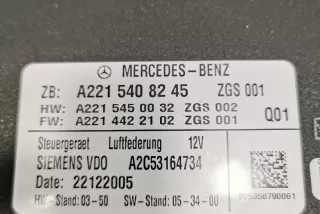 MERCEDES-BENZ
ZB: A221 540 82 45 ZGS 001
HW: A221 545 00 32 ZGS 002
FW: A221 442 21 02 ZGS 001 Q01
Steuergeraet Luftfederung 12V
SIEMENS VDO A2C53164734
Date: 22122005
HW-Stand: 03-50 SW-Stand: 05-34-00